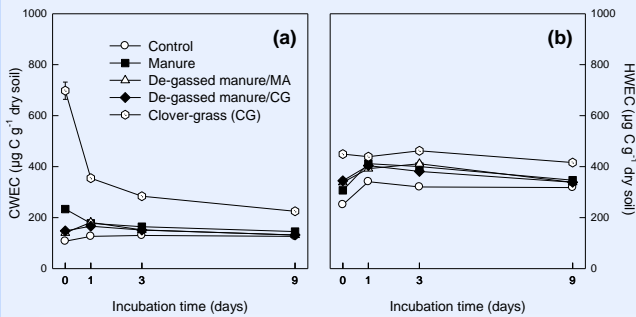 1000
800
600
400
200
0
CWEC (µg C g⁻¹ dry soil)
(a)
Control
Manure
De-gassed manure/MA
De-gassed manure/CG
Clover-grass (CG)
0 1 3 9
Incubation time (days)
(b)
0 1 3 9
Incubation time (days)
1000
800
600
400
200
0
HWEC (µg C g⁻¹ dry soil)